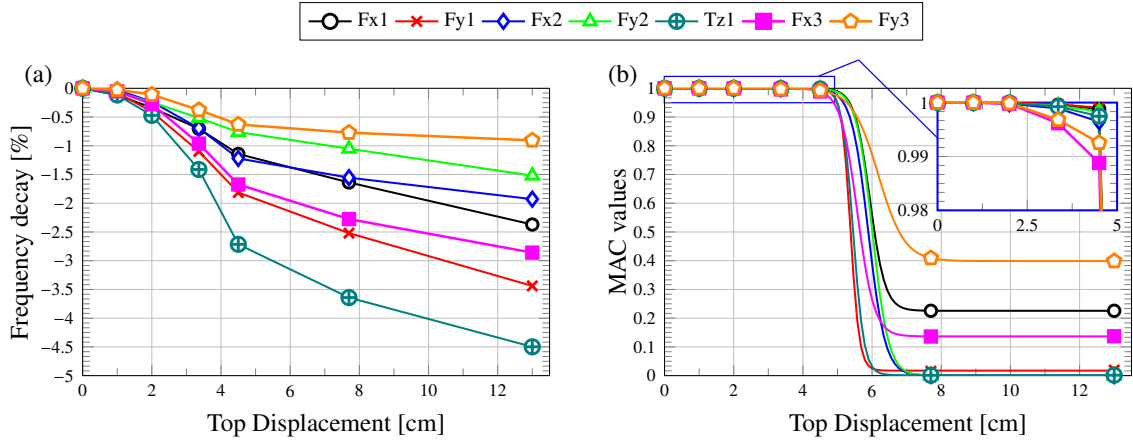 Fx1 Fy1 Fx2 Fy2 Tz1 Fx3 Fy3
(a)
0
−0.5
−1
−1.5
−2
−2.5
−3
−3.5
−4
−4.5
−5
0 2 4 6 8 10 12
Frequency decay [%]
Top Displacement [cm]
(b)
1
0.9
0.8
0.7
0.6
0.5
0.4
0.3
0.2
0.1
0
0 2 4 6 8 10 12
MAC values
Top Displacement [cm]
1
0.99
0.98
0 2.5 5